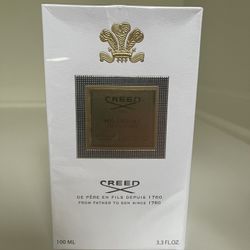 CREED
CREED
DE PÈRE EN FILS DEPUIS 1760
FROM FATHER TO SON SINCE 1760
100 ML
3.3 FL.OZ.